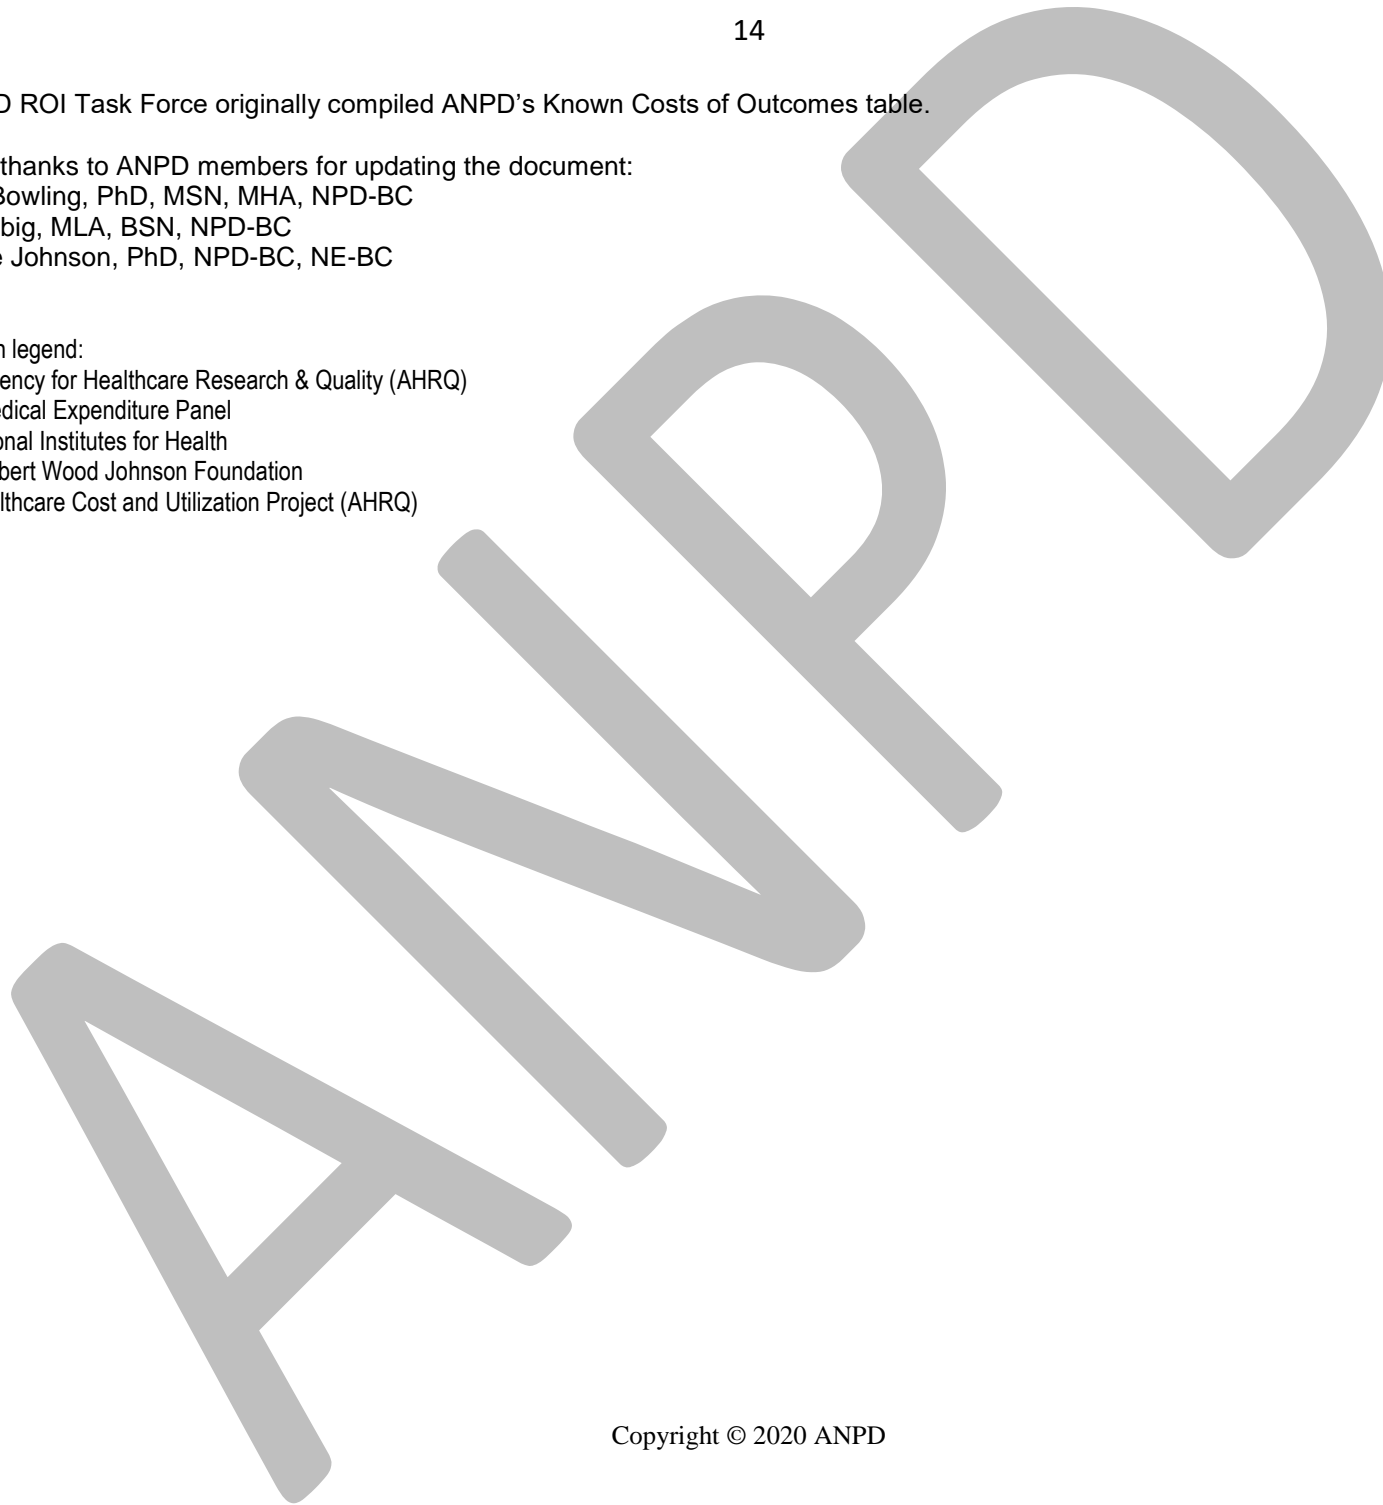 14
D ROI Task Force originally compiled ANPD’s Known Costs of Outcomes table.
thanks to ANPD members for updating the document:
Bowling, PhD, MSN, MHA, NPD-BC
big, MLA, BSN, NPD-BC
e Johnson, PhD, NPD-BC, NE-BC
n legend:
ency for Healthcare Research & Quality (AHRQ)
edical Expenditure Panel
onal Institutes for Health
bert Wood Johnson Foundation
lthcare Cost and Utilization Project (AHRQ)
ANPD
Copyright © 2020 ANPD